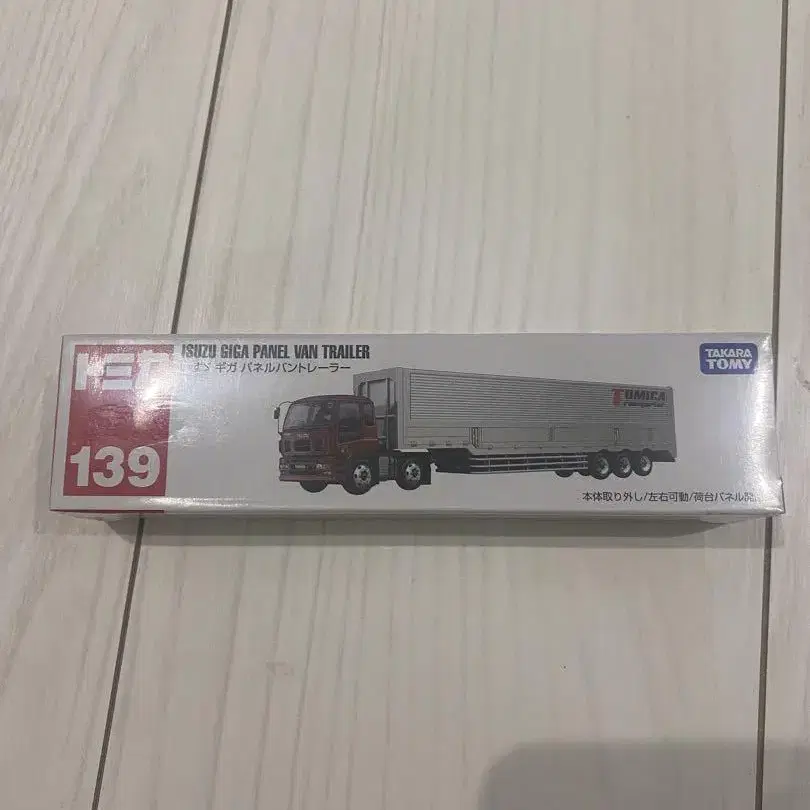 トミカ
139
ISUZU GIGA PANEL VAN TRAILER
いすゞ ギガ パネルバントレーラー
TAKARA
TOMY
TOMICA
本体取り外し/左右可動/荷台パネル開